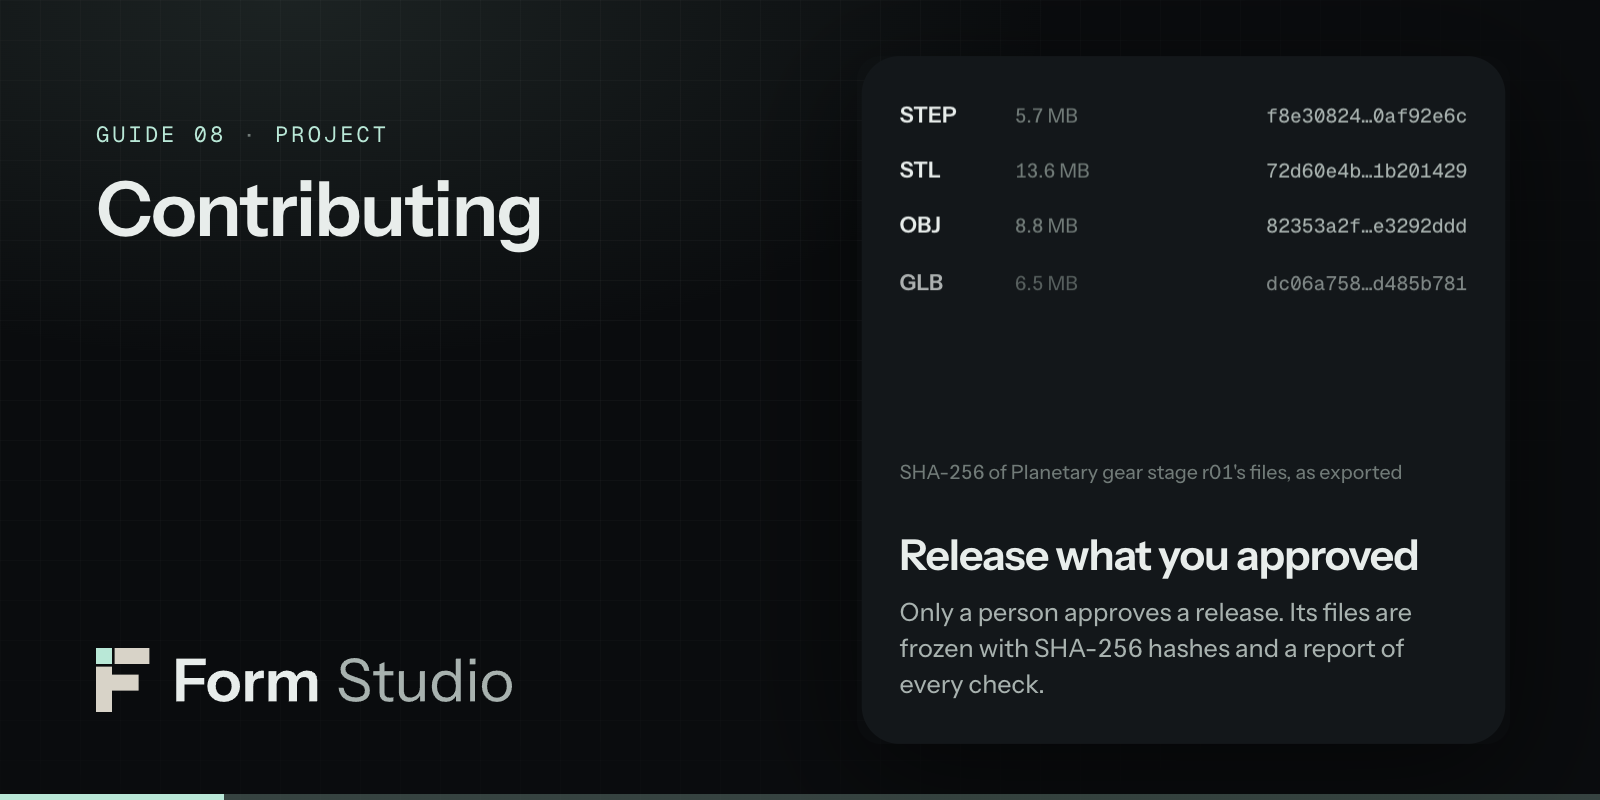 GUIDE 08 · PROJECT
Contributing
Form Studio
STEP 5.7 MB f8e30824…0af92e6c
STL 13.6 MB 72d60e4b…1b201429
OBJ 8.8 MB 82353a2f…e3292ddd
GLB 6.5 MB dc06a758…d485b781
SHA-256 of Planetary gear stage r01's files, as exported
Release what you approved
Only a person approves a release. Its files are
frozen with SHA-256 hashes and a report of
every check.